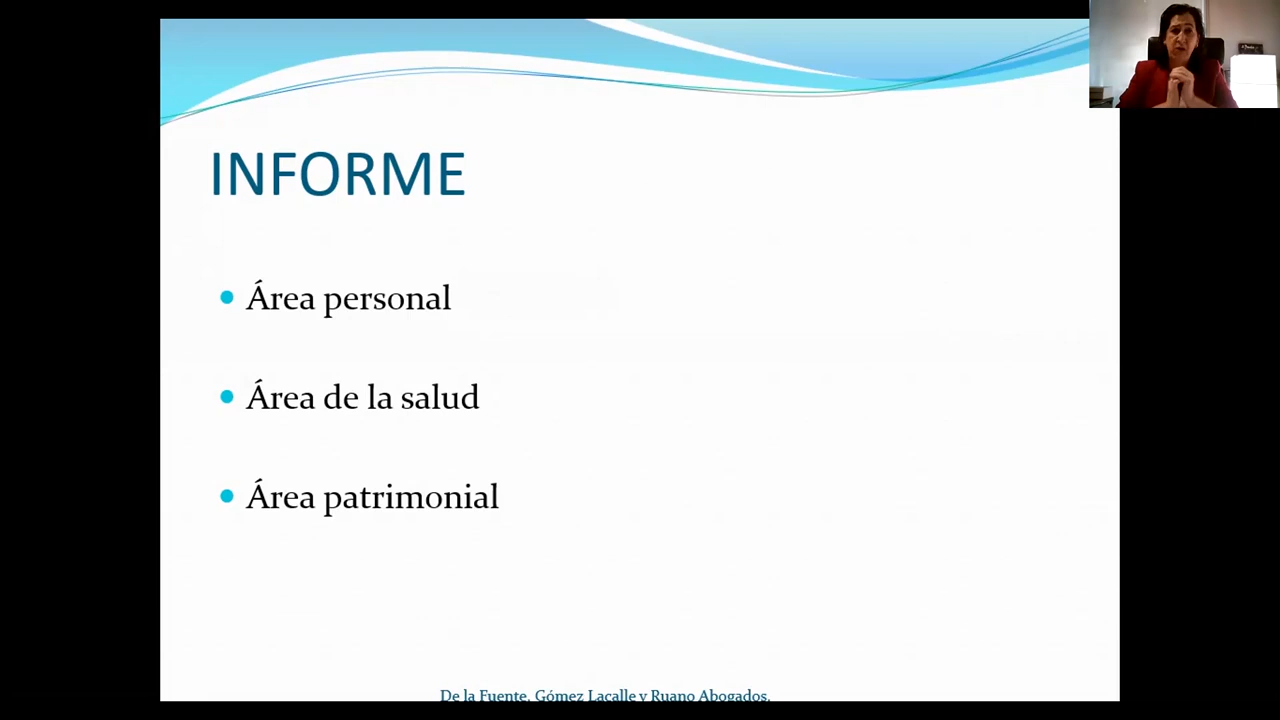 INFORME
Área personal
Área de la salud
Área patrimonial
De la Fuente, Gómez Lacalle y Ruano Abogados.